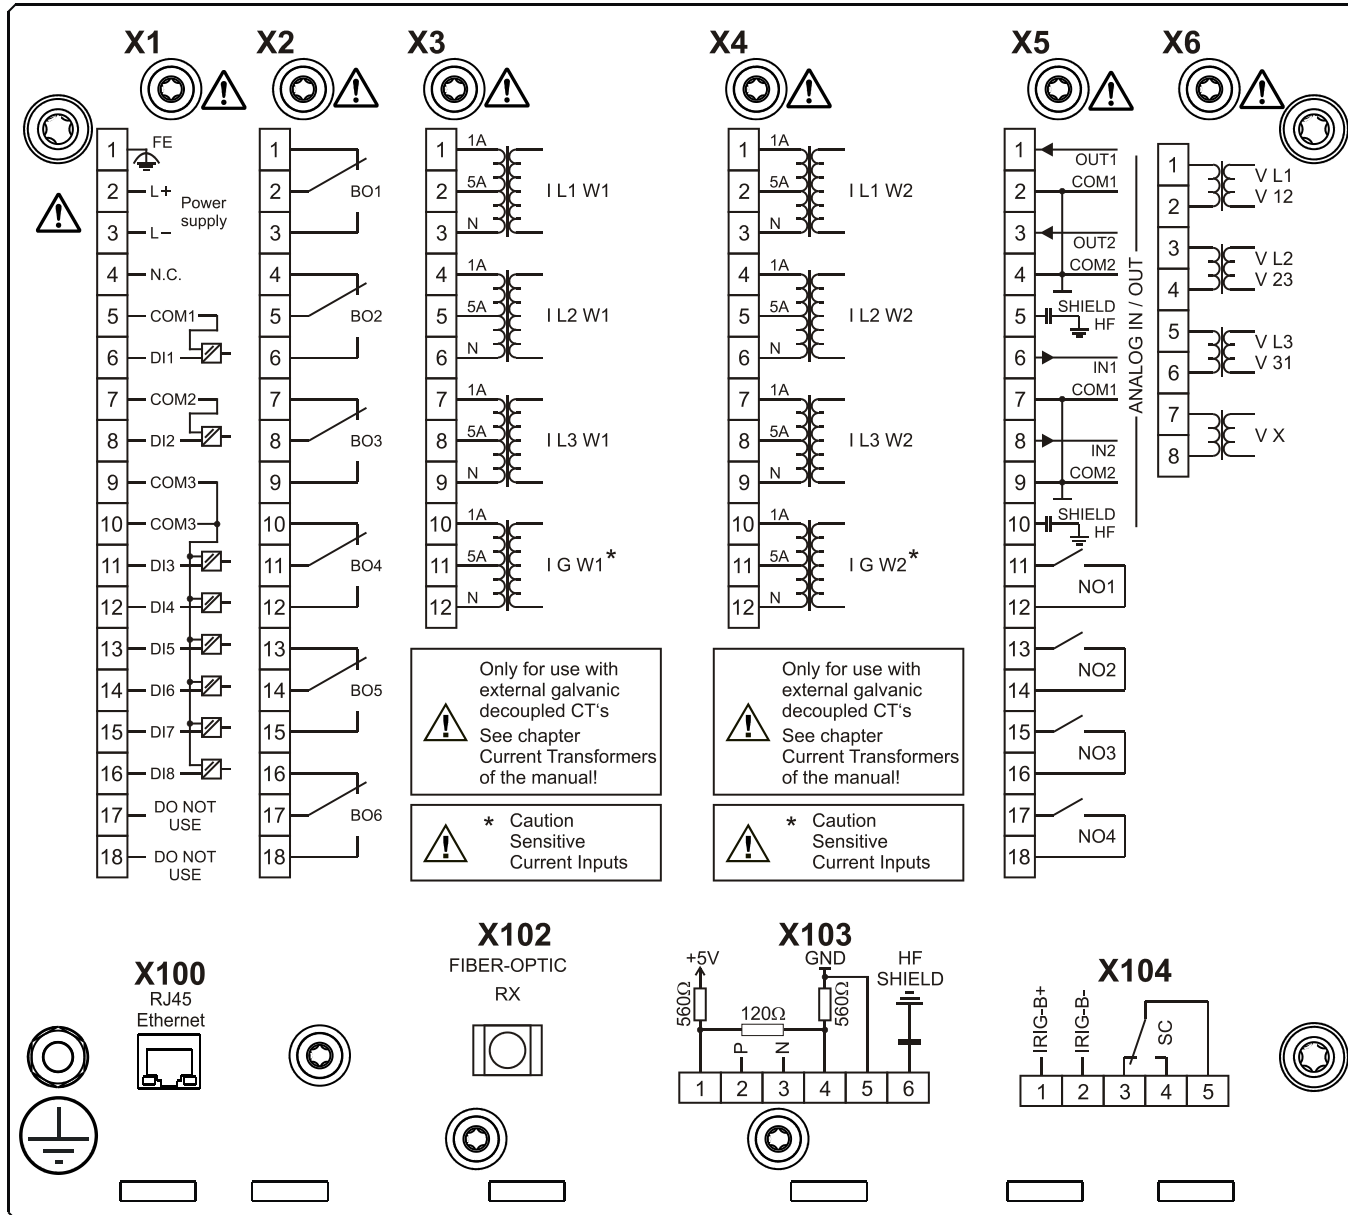 X1
X2
X3
X4
X5
X6
1 FE
2 L+
Power
supply
3 L–
4 N.C.
5 COM1
6 DI1
7 COM2
8 DI2
9 COM3
10 COM3
11 DI3
12 DI4
13 DI5
14 DI6
15 DI7
16 DI8
17 DO NOT
USE
18 DO NOT
USE
1
2 BO1
3
4
5 BO2
6
7
8 BO3
9
10
11 BO4
12
13
14 BO5
15
16
17 BO6
18
1 1A
2 5A I L1 W1
3 N
4 1A
5 5A I L2 W1
6 N
7 1A
8 5A I L3 W1
9 N
10 1A
11 5A I G W1*
12 N
Only for use with
external galvanic
decoupled CT‘s
See chapter
Current Transformers
of the manual!
* Caution
Sensitive
Current Inputs
1 1A
2 5A I L1 W2
3 N
4 1A
5 5A I L2 W2
6 N
7 1A
8 5A I L3 W2
9 N
10 1A
11 5A I G W2*
12 N
Only for use with
external galvanic
decoupled CT‘s
See chapter
Current Transformers
of the manual!
* Caution
Sensitive
Current Inputs
1 OUT1
2 COM1
3 OUT2
4 COM2
5 SHIELD
HF
6 IN1
7 COM1
8 IN2
9 COM2
10 SHIELD
HF
ANALOG IN / OUT
11
NO1
12
13
NO2
14
15
NO3
16
17
NO4
18
1 V L1
2 V 12
3 V L2
4 V 23
5 V L3
6 V 31
7 V X
8
X100
RJ45
Ethernet
X102
FIBER-OPTIC
RX
X103
+5V
GND
HF
SHIELD
560Ω
120Ω
560Ω
P
N
1 2 3 4 5 6
X104
IRIG-B+
IRIG-B-
SC
1 2 3 4 5